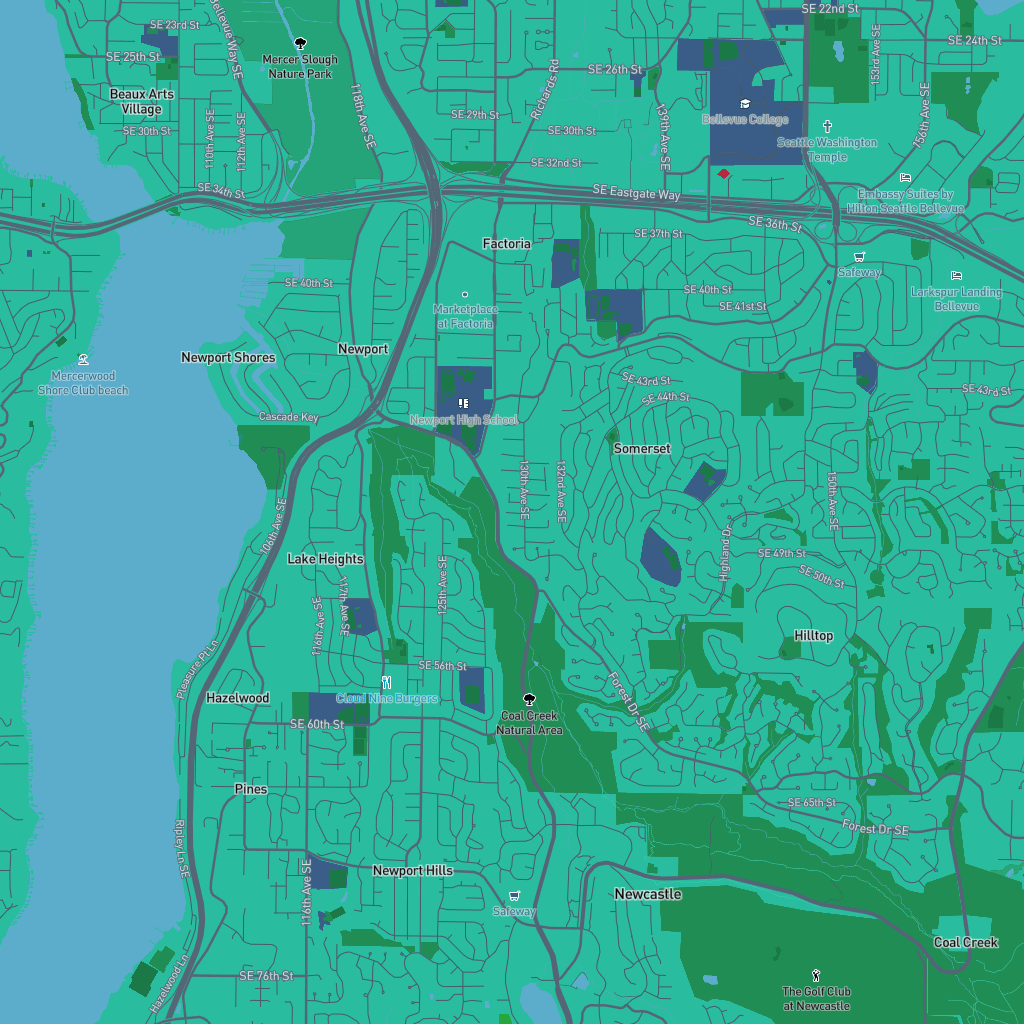 SE 22nd St
SE 23rd St
SE 24th St
Bellevue Way SE
153rd Ave SE
Mercer Slough
Nature Park
SE 25th St
SE 26th St
Richards Rd
Beaux Arts
Village
118th Ave SE
SE 29th St
139th Ave SE
Bellevue College
156th Ave SE
SE 30th St
110th Ave SE
112th Ave SE
SE 30th St
Seattle Washington
Temple
SE 32nd St
SE 34th St
SE Eastgate Way
Embassy Suites by
Hilton Seattle Bellevue
SE 36th St
SE 37th St
Factoria
Safeway
SE 40th St
SE 40th St
Larkspur Landing
Bellevue
Marketplace
at Factoria
SE 41st St
Newport Shores
Newport
Mercerwood
Shore Club beach
SE 43rd St
SE 43rd St
SE 44th St
Cascade Key
Newport High School
Somerset
130th Ave SE
132nd Ave SE
150th Ave SE
106th Ave SE
Highland Dr
SE 49th St
Lake Heights
SE 50th St
125th Ave SE
117th Ave SE
116th Ave SE
Hilltop
Pleasure Pt Ln
SE 56th St
Forest Dr SE
Hazelwood
Cloud Nine Burgers
Coal Creek
Natural Area
SE 60th St
Pines
SE 65th St
Forest Dr SE
Ripley Ln SE
Newport Hills
116th Ave SE
Newcastle
Safeway
Coal Creek
SE 76th St
Hazelwood Ln
The Golf Club
at Newcastle